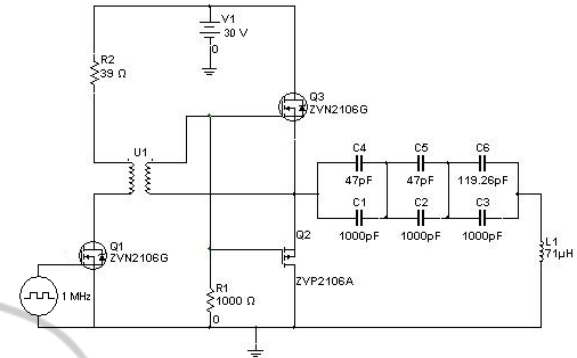 V1
30 V
0
R2
39 Ω
Q3
ZVN2106G
U1
C4
C5
C6
47pF
47pF
119.26pF
C1
C2
C3
1000pF
1000pF
1000pF
Q1
ZVN2106G
Q2
ZVP2106A
L1
71µH
1 MHz
R1
1000 Ω
0